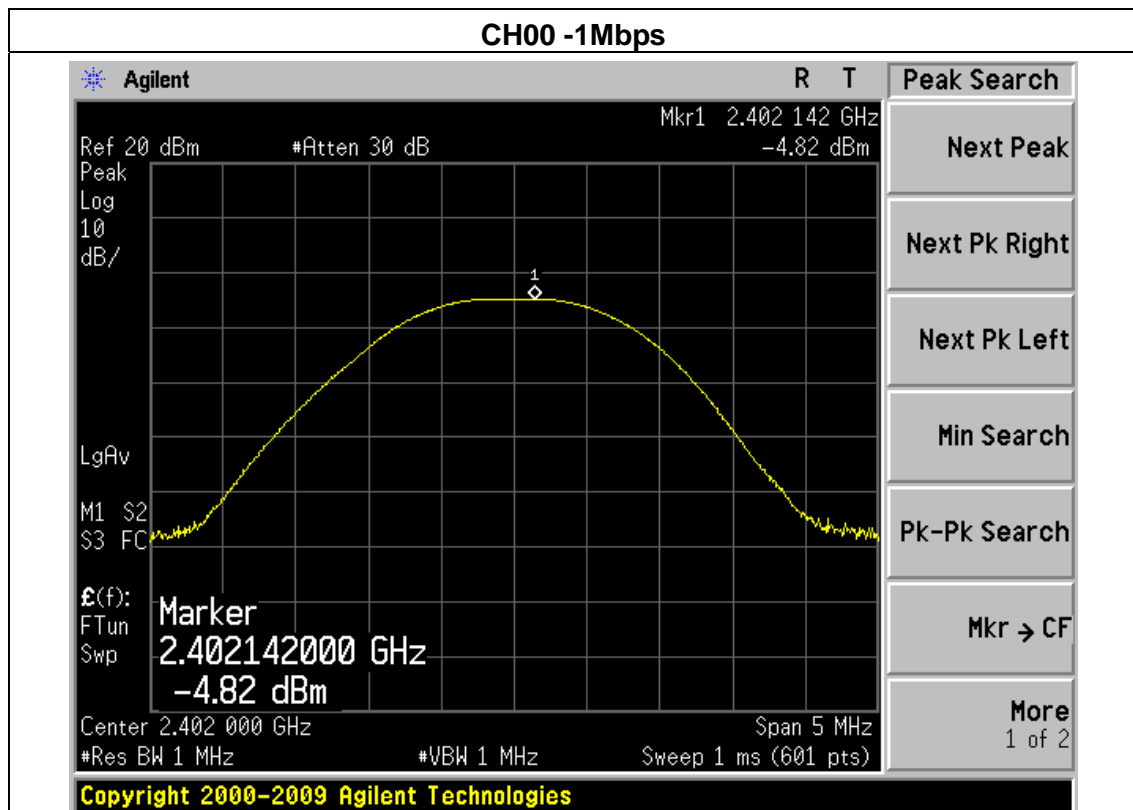 CH00 -1Mbps
Agilent R T Peak Search
Mkr1 2.402 142 GHz
Ref 20 dBm #Atten 30 dB -4.82 dBm
Peak
Log
10
dB/
1
LgAv
M1 S2
S3 FC
£(f):
FTun
Swp
Marker
2.402142000 GHz
-4.82 dBm
Center 2.402 000 GHz Span 5 MHz
#Res BW 1 MHz #VBW 1 MHz Sweep 1 ms (601 pts)
Next Peak
Next Pk Right
Next Pk Left
Min Search
Pk-Pk Search
Mkr → CF
More
1 of 2
Copyright 2000-2009 Agilent Technologies